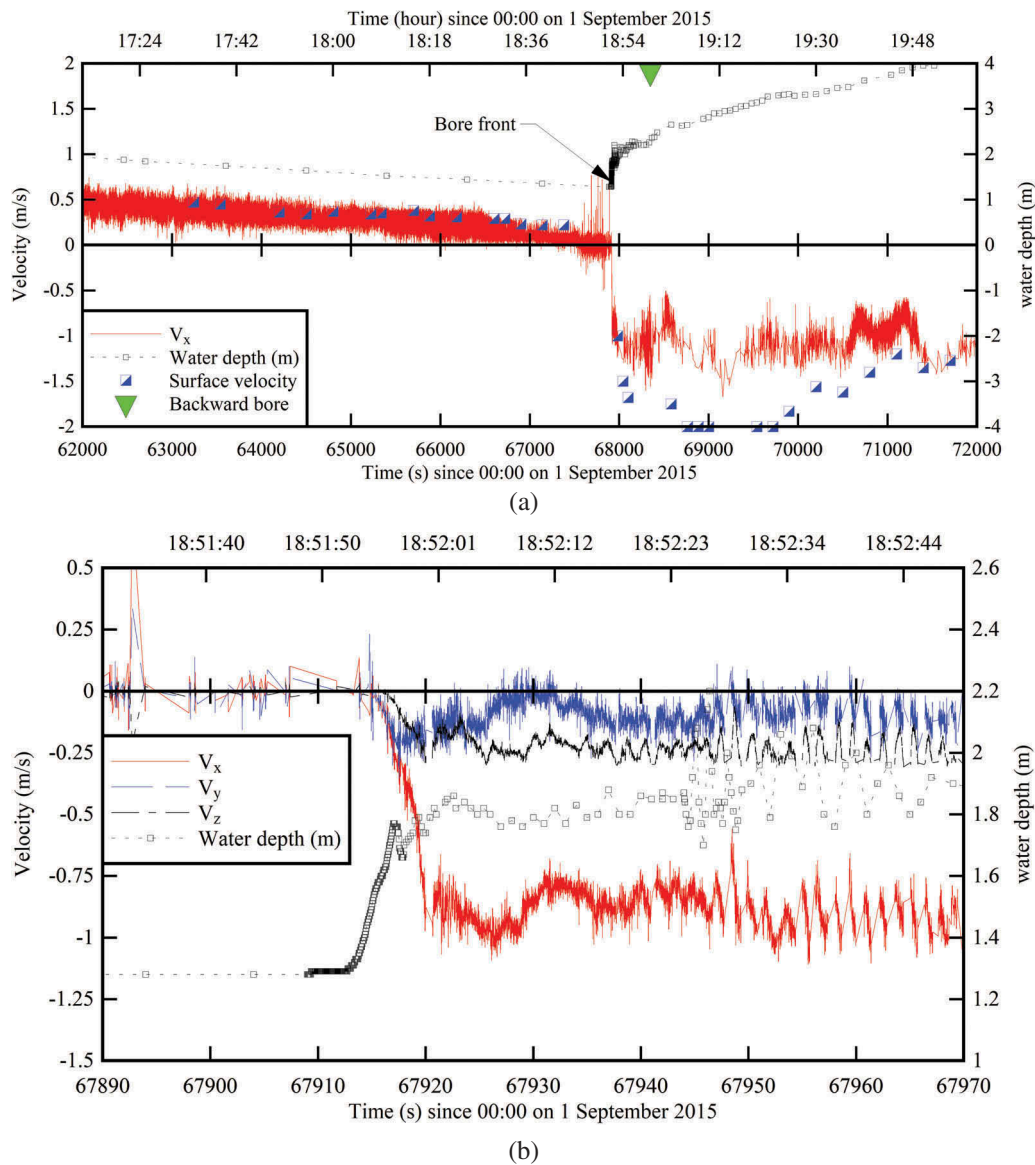 Time (hour) since 00:00 on 1 September 2015
17:24 17:42 18:00 18:18 18:36 18:54 19:12 19:30 19:48
2 4
1.5 3
1 2
0.5 1
0 0
-0.5 -1
-1 -2
-1.5 -3
-2 -4
Velocity (m/s)
water depth (m)
Bore front
Vx
Water depth (m)
Surface velocity
Backward bore
62000 63000 64000 65000 66000 67000 68000 69000 70000 71000 72000
Time (s) since 00:00 on 1 September 2015
(a)
18:51:40 18:51:50 18:52:01 18:52:12 18:52:23 18:52:34 18:52:44
0.5 2.6
0.25 2.4
0 2.2
-0.25 2
-0.5 1.8
-0.75 1.6
-1 1.4
-1.25 1.2
-1.5 1
Velocity (m/s)
water depth (m)
Vx
Vy
Vz
Water depth (m)
67890 67900 67910 67920 67930 67940 67950 67960 67970
Time (s) since 00:00 on 1 September 2015
(b)